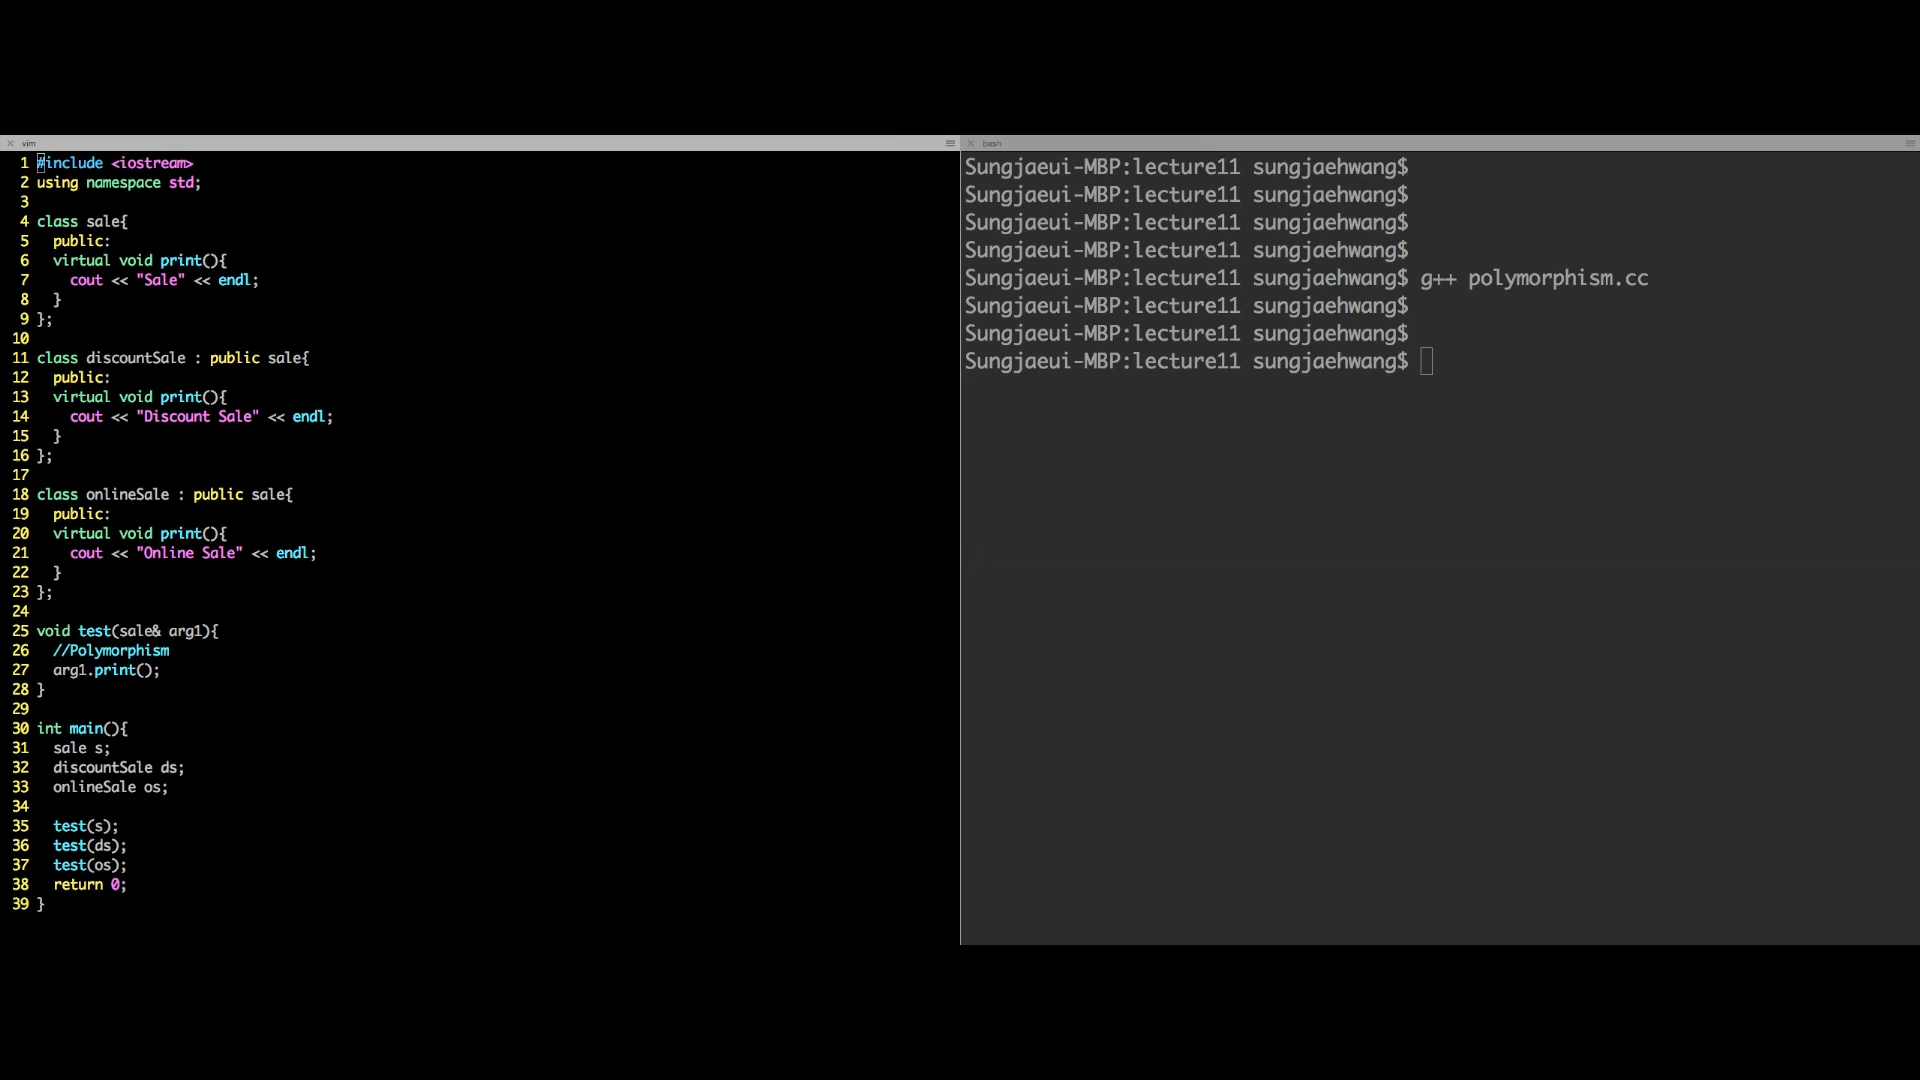 vim
1 #include <iostream>
2 using namespace std;
3
4 class sale{
5   public:
6   virtual void print(){
7     cout << "Sale" << endl;
8   }
9 };
10
11 class discountSale : public sale{
12   public:
13   virtual void print(){
14     cout << "Discount Sale" << endl;
15   }
16 };
17
18 class onlineSale : public sale{
19   public:
20   virtual void print(){
21     cout << "Online Sale" << endl;
22   }
23 };
24
25 void test(sale& arg1){
26   //Polymorphism
27   arg1.print();
28 }
29
30 int main(){
31   sale s;
32   discountSale ds;
33   onlineSale os;
34
35   test(s);
36   test(ds);
37   test(os);
38   return 0;
39 }
bash
Sungjaeui-MBP:lecture11 sungjaehwang$
Sungjaeui-MBP:lecture11 sungjaehwang$
Sungjaeui-MBP:lecture11 sungjaehwang$
Sungjaeui-MBP:lecture11 sungjaehwang$
Sungjaeui-MBP:lecture11 sungjaehwang$ g++ polymorphism.cc
Sungjaeui-MBP:lecture11 sungjaehwang$
Sungjaeui-MBP:lecture11 sungjaehwang$
Sungjaeui-MBP:lecture11 sungjaehwang$